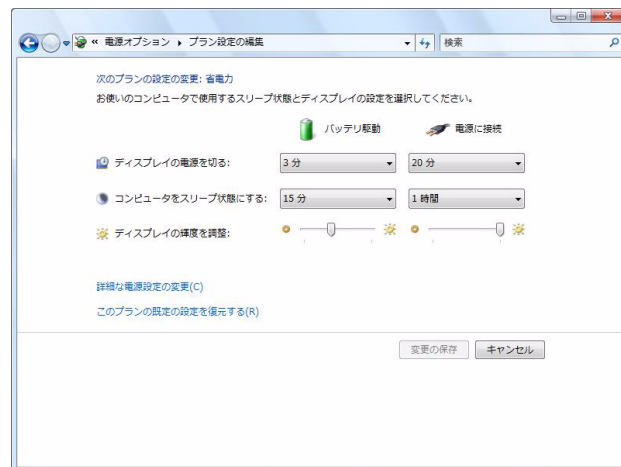 « 電源オプション ▸ プラン設定の編集
検索
次のプランの設定の変更: 省電力
お使いのコンピュータで使用するスリープ状態とディスプレイの設定を選択してください。
バッテリ駆動 電源に接続
ディスプレイの電源を切る: 3 分 20 分
コンピュータをスリープ状態にする: 15 分 1 時間
ディスプレイの輝度を調整:
詳細な電源設定の変更(C)
このプランの既定の設定を復元する(R)
変更の保存 キャンセル